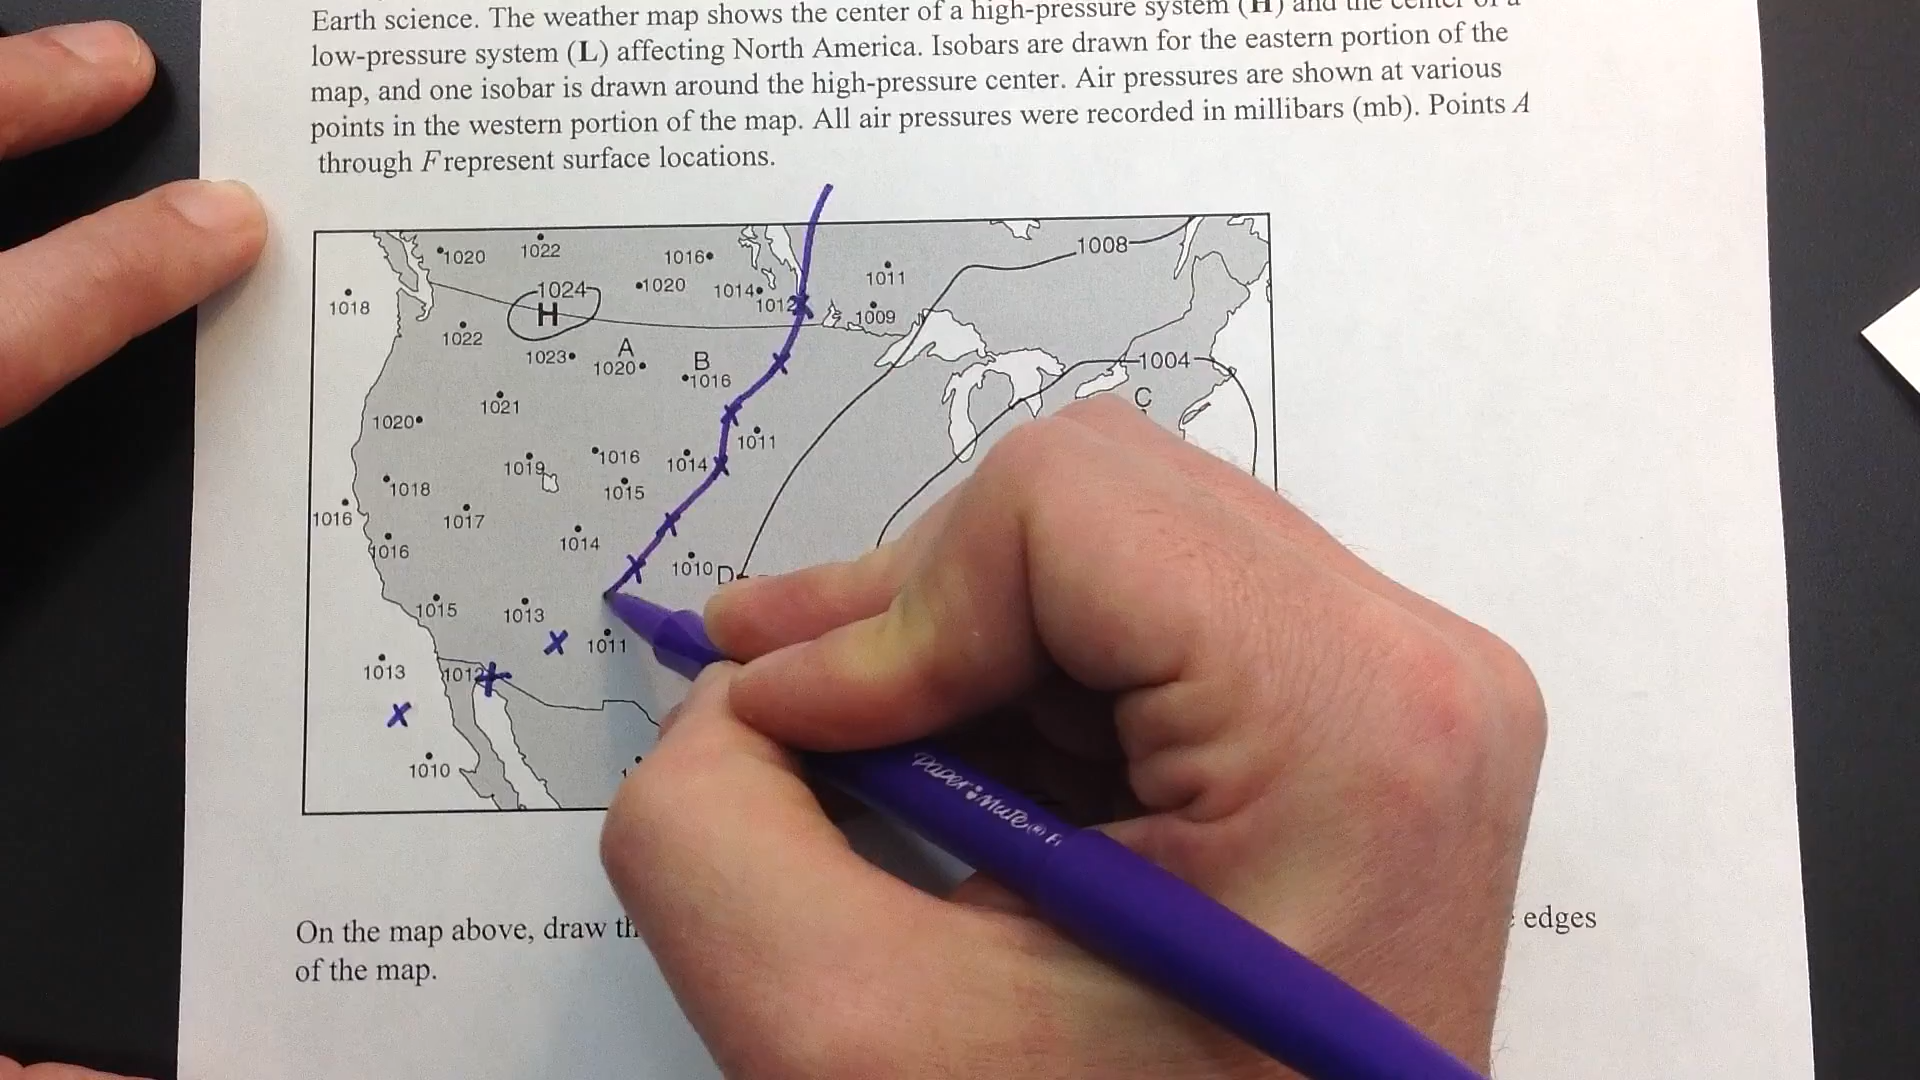 Earth science. The weather map shows the center of a high-pressure system (H) and the center of a
low-pressure system (L) affecting North America. Isobars are drawn for the eastern portion of the
map, and one isobar is drawn around the high-pressure center. Air pressures are shown at various
points in the western portion of the map. All air pressures were recorded in millibars (mb). Points A
through F represent surface locations.
1020 1022 1016 1008
1018 1024 1020 1014 1011
H 1012 1009
1022 1023 A 1020 B 1016 1004
1020 1021 C
1019 1016 1014 1011
1018 1015
1016 1017
1016 1014 1010 D
1015 1013
1013 1012 1011
1010
Paper Mate
On the map above, draw edges
of the map.